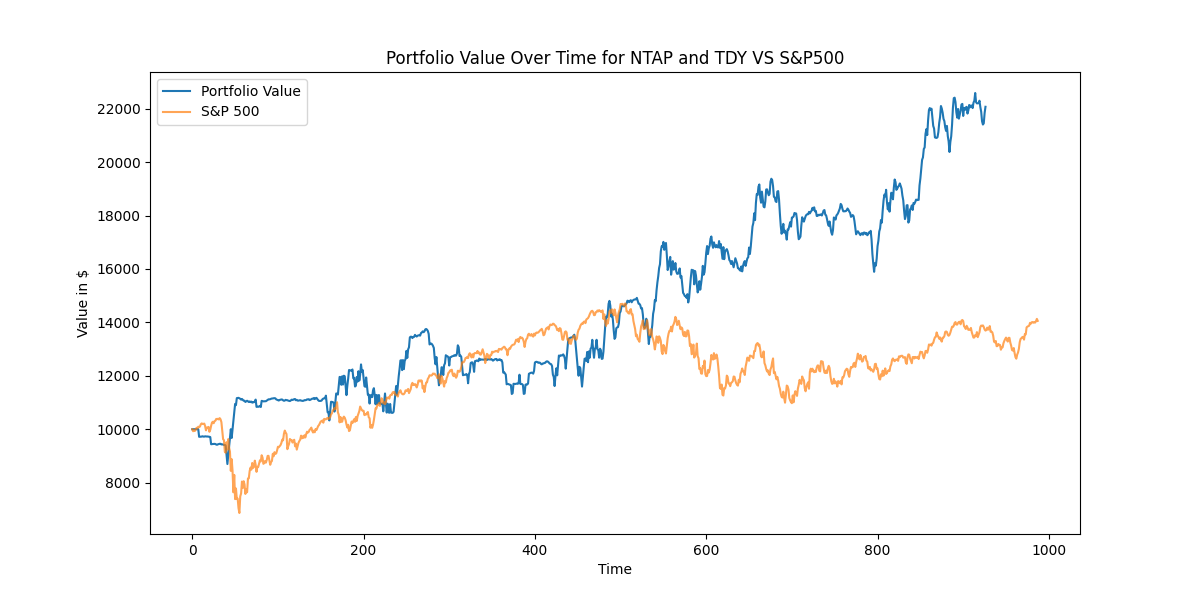 Portfolio Value Over Time for NTAP and TDY VS S&P500
Portfolio Value
S&P 500
22000
20000
18000
16000
14000
12000
10000
8000
Value in $
0 200 400 600 800 1000
Time